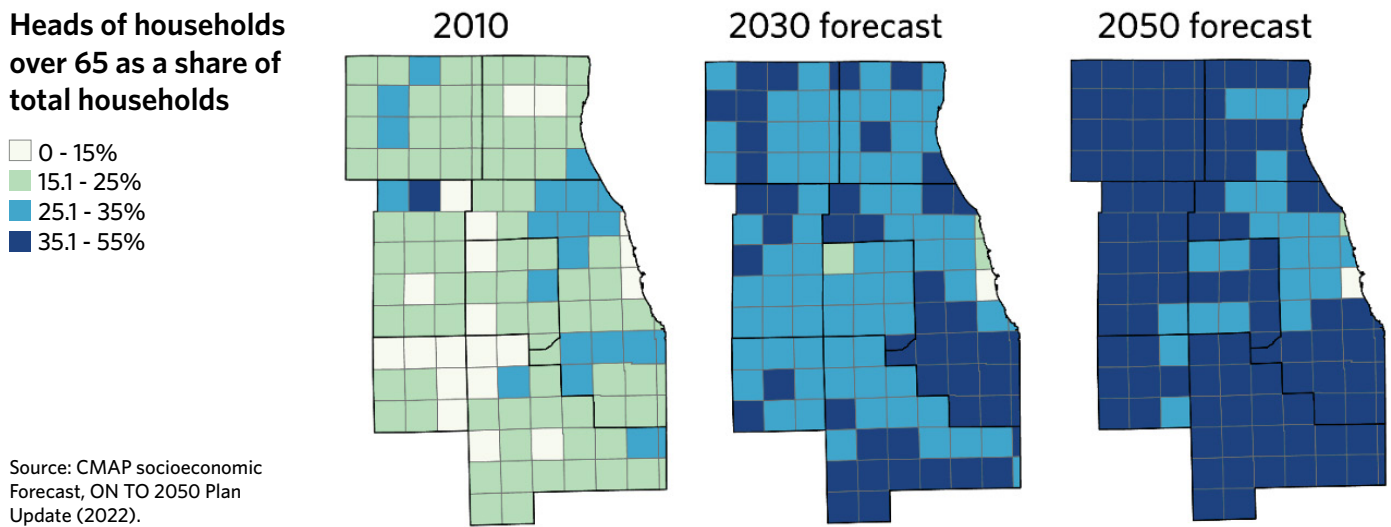 Heads of households
over 65 as a share of
total households
0 - 15%
15.1 - 25%
25.1 - 35%
35.1 - 55%
2010
2030 forecast
2050 forecast
Source: CMAP socioeconomic
Forecast, ON TO 2050 Plan
Update (2022).